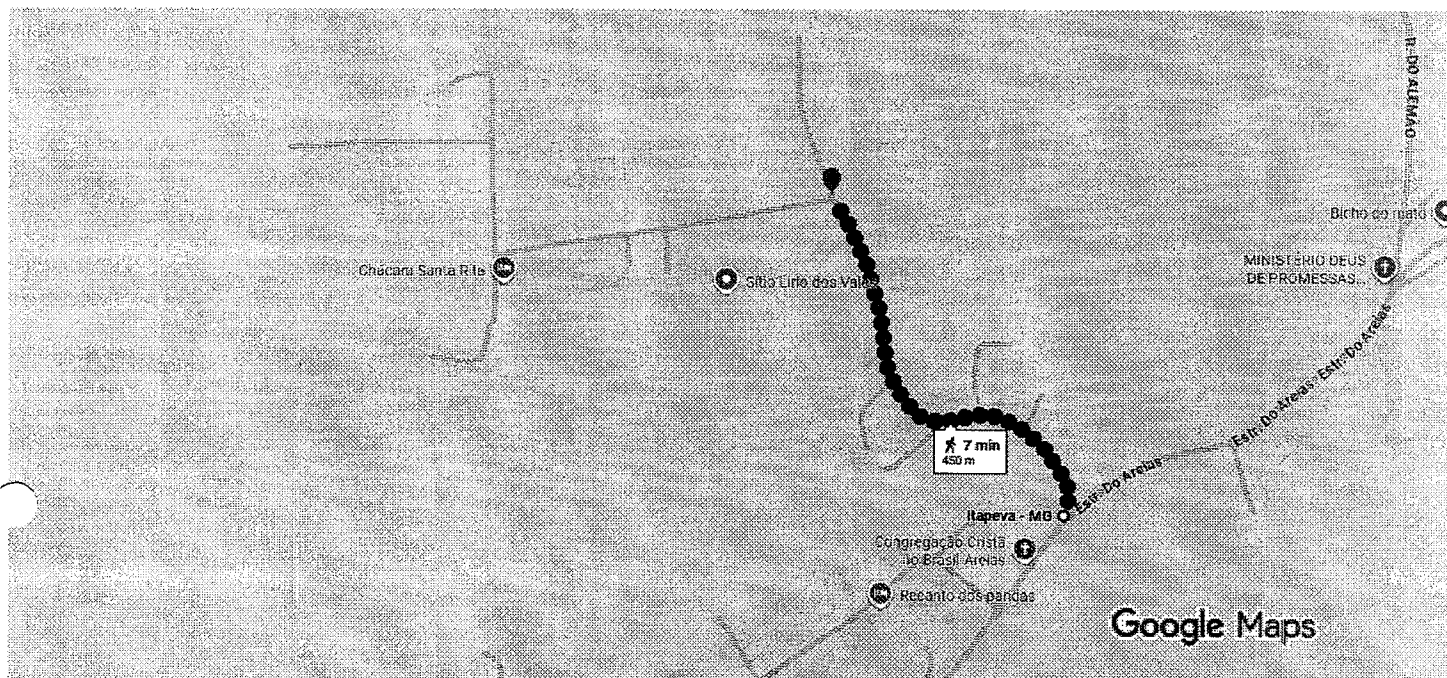 R. DO ALEMÃO
Bicho do mato
MINISTÉRIO DEUS
DE PROMESSAS...
Chácara Santa Rita
Sítio Lírio dos Vales
Estr. Do Areias
Estr. Do Areias
7 min
450 m
Estr. Do Areias
Itapeva - MG
Congregação Cristã
no Brasil Areias
Recanto dos pandas
Google Maps